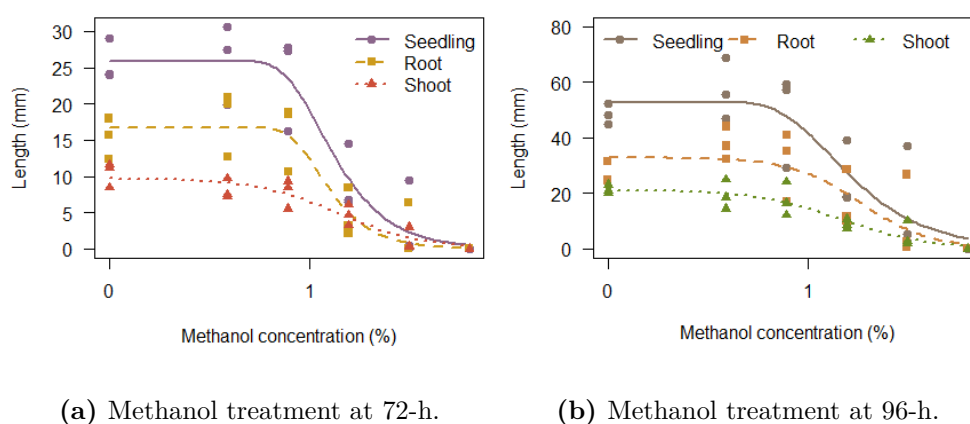 30
25
20
15
10
5
0
Length (mm)
Seedling
Root
Shoot
0 1
Methanol concentration (%)
(a) Methanol treatment at 72-h.
80
60
40
20
0
Length (mm)
Seedling Root Shoot
0 1
Methanol concentration (%)
(b) Methanol treatment at 96-h.